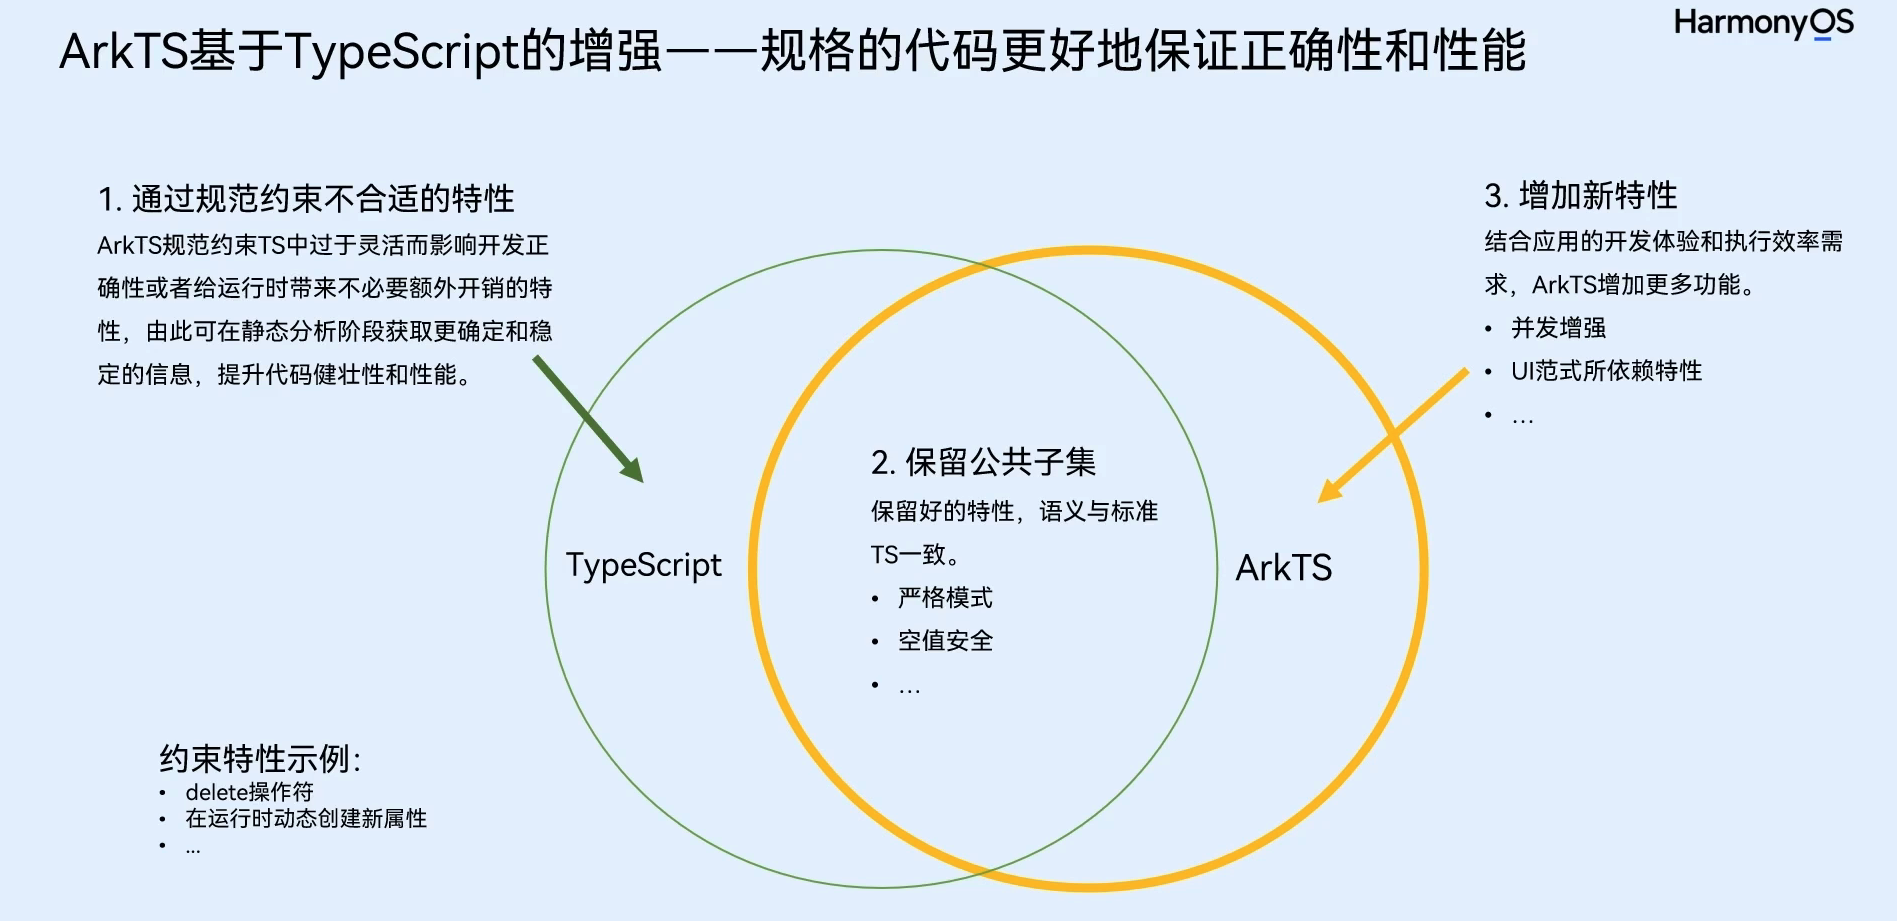 ArkTS基于TypeScript的增强——规格的代码更好地保证正确性和性能
HarmonyOS
1. 通过规范约束不合适的特性
ArkTS规范约束TS中过于灵活而影响开发正
确性或者给运行时带来不必要额外开销的特
性，由此可在静态分析阶段获取更确定和稳
定的信息，提升代码健壮性和性能。
3. 增加新特性
结合应用的开发体验和执行效率需
求，ArkTS增加更多功能。
• 并发增强
• UI范式所依赖特性
• …
2. 保留公共子集
保留好的特性，语义与标准
TS一致。
• 严格模式
• 空值安全
• …
TypeScript
ArkTS
约束特性示例：
• delete操作符
• 在运行时动态创建新属性
• ...